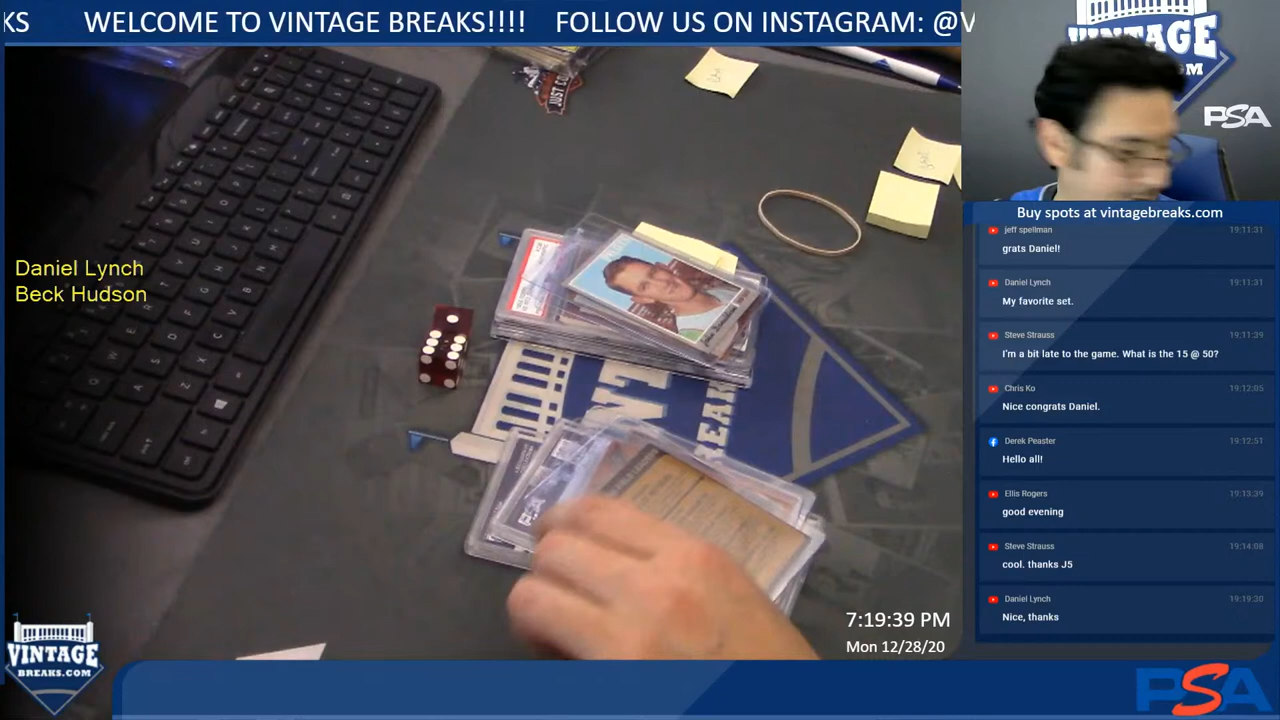 KS WELCOME TO VINTAGE BREAKS!!!! FOLLOW US ON INSTAGRAM: @V
VINTAGE
.COM
PSA
JUST
Buy spots at vintagebreaks.com
jeff spellman 19:11:31
grats Daniel!
Daniel Lynch 19:11:31
My favorite set.
Steve Strauss 19:11:39
I'm a bit late to the game. What is the 15 @ 50?
Chris Ko 19:12:05
Nice congrats Daniel.
Derek Peaster 19:12:51
Hello all!
Ellis Rogers 19:13:39
good evening
Steve Strauss 19:14:08
cool. thanks J5
Daniel Lynch 19:19:30
Nice, thanks
Daniel Lynch
Beck Hudson
PSA
7:19:39 PM
Mon 12/28/20
VINTAGE
BREAKS.COM
PSA